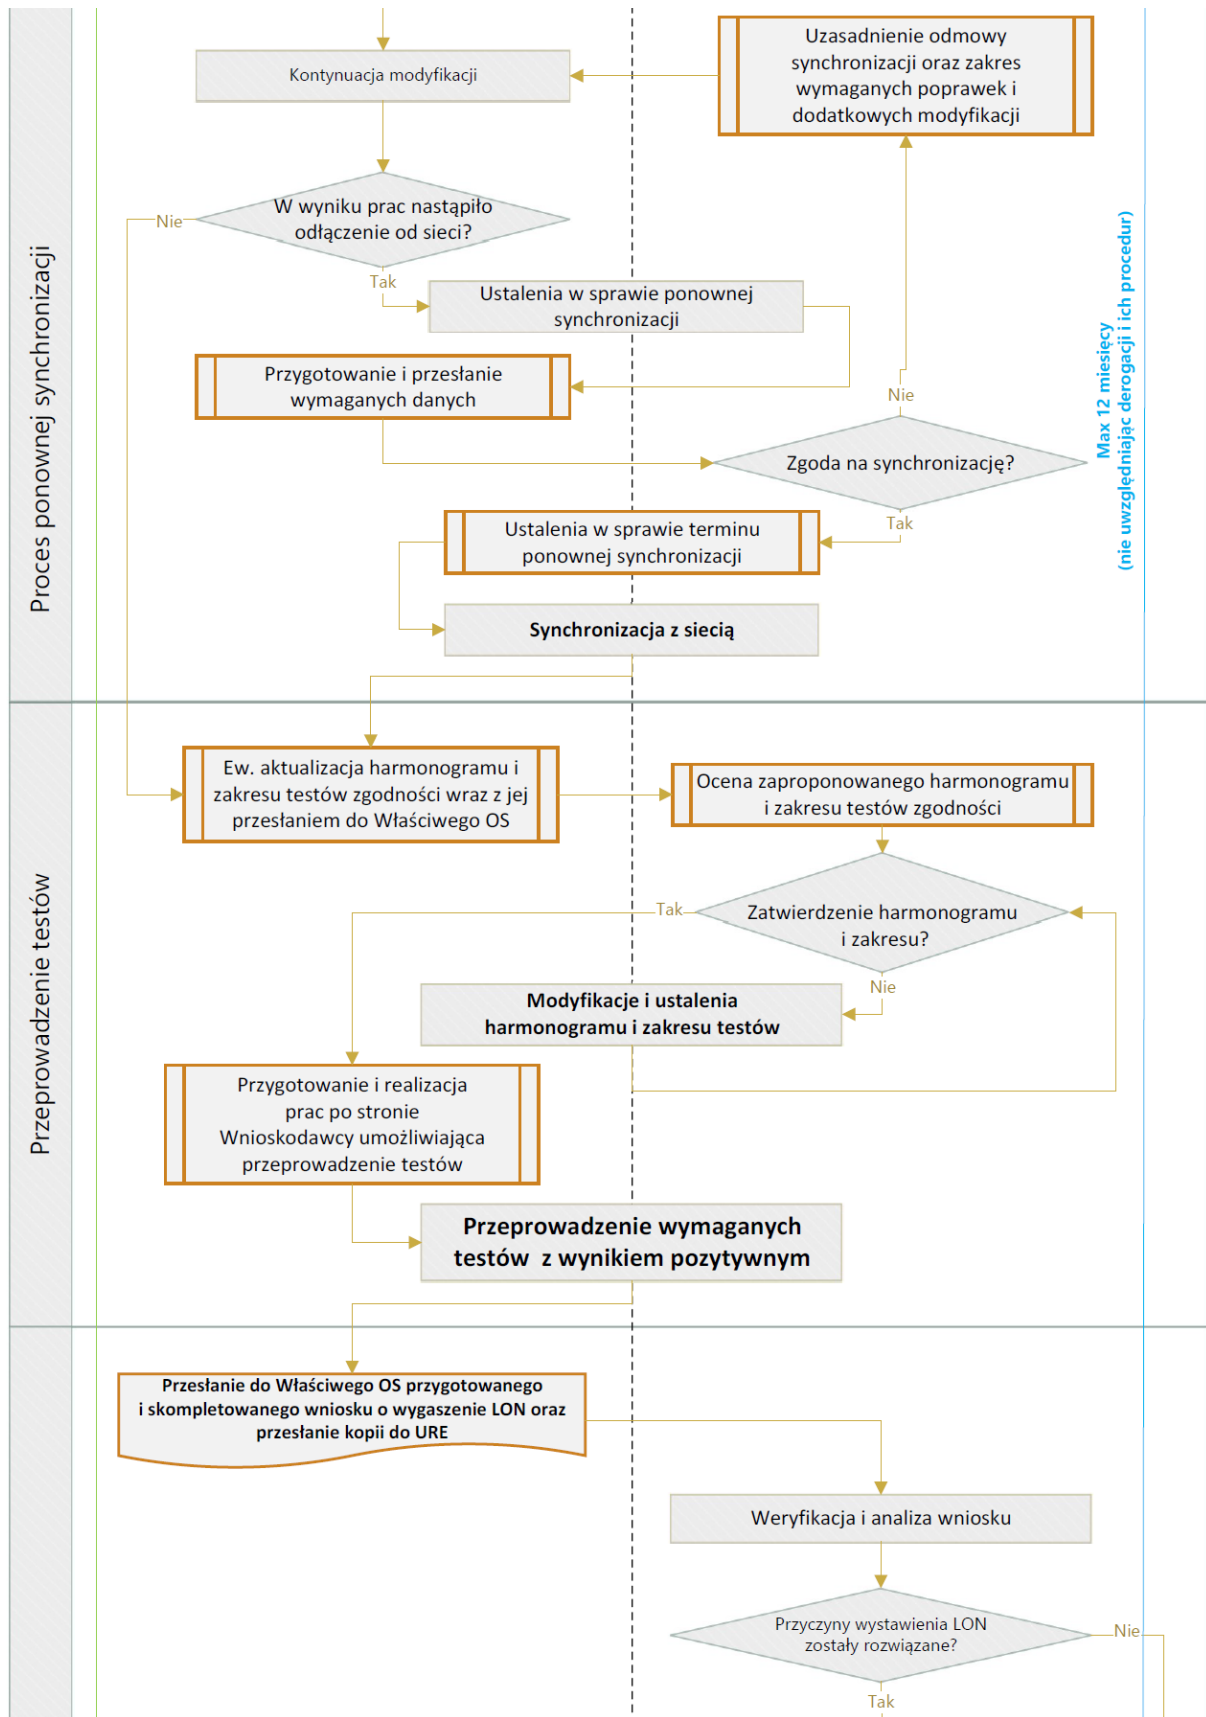 Proces ponownej synchronizacji
Kontynuacja modyfikacji
Uzasadnienie odmowy
synchronizacji oraz zakres
wymaganych poprawek i
dodatkowych modyfikacji
W wyniku prac nastąpiło
odłączenie od sieci?
Nie
Tak
Ustalenia w sprawie ponownej
synchronizacji
Przygotowanie i przesłanie
wymaganych danych
Nie
Zgoda na synchronizację?
Tak
Max 12 miesięcy
(nie uwzględniając derogacji i ich procedur)
Ustalenia w sprawie terminu
ponownej synchronizacji
Synchronizacja z siecią
Przeprowadzenie testów
Ew. aktualizacja harmonogramu i
zakresu testów zgodności wraz z jej
przesłaniem do Właściwego OS
Ocena zaproponowanego harmonogramu
i zakresu testów zgodności
Tak
Zatwierdzenie harmonogramu
i zakresu?
Nie
Modyfikacje i ustalenia
harmonogramu i zakresu testów
Przygotowanie i realizacja
prac po stronie
Wnioskodawcy umożliwiająca
przeprowadzenie testów
Przeprowadzenie wymaganych
testów z wynikiem pozytywnym
Przesłanie do Właściwego OS przygotowanego
i skompletowanego wniosku o wygaszenie LON oraz
przesłanie kopii do URE
Weryfikacja i analiza wniosku
Przyczyny wystawienia LON
zostały rozwiązane?
Nie
Tak